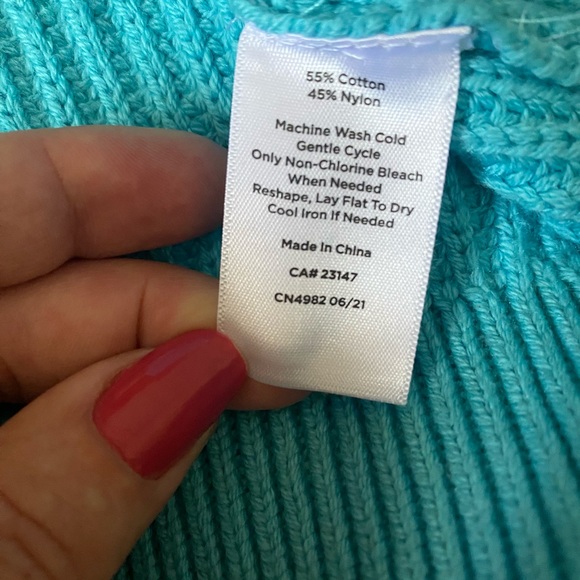 55% Cotton
45% Nylon
Machine Wash Cold
Gentle Cycle
Only Non-Chlorine Bleach
When Needed
Reshape, Lay Flat To Dry
Cool Iron If Needed
Made In China
CA# 23147
CN4982 06/21